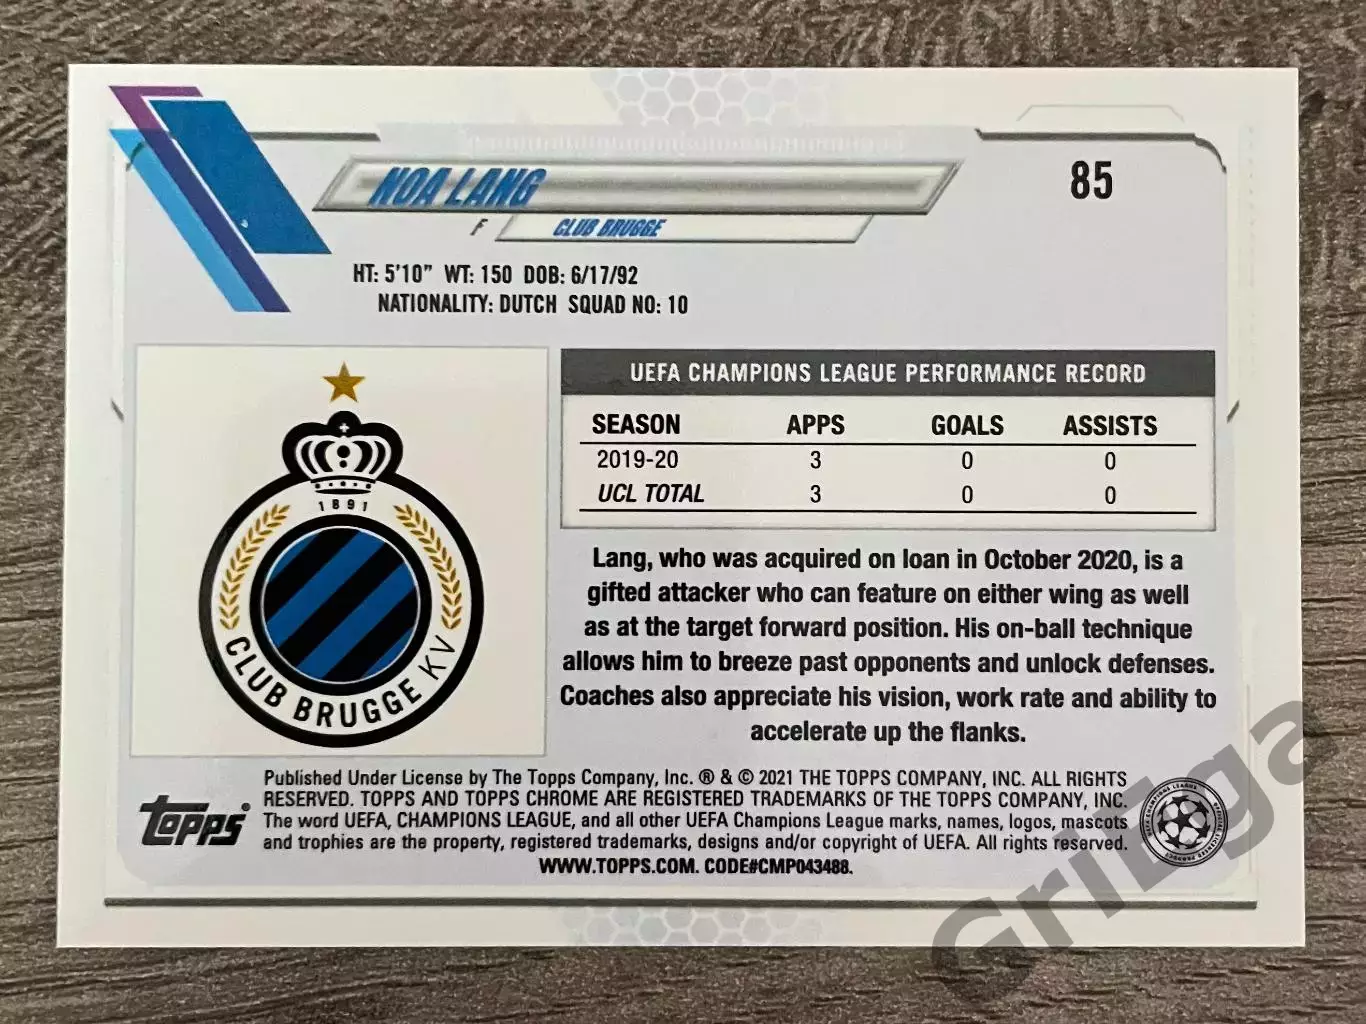 NOA LANG
85
F CLUB BRUGGE
HT: 5'10" WT: 150 DOB: 6/17/92
NATIONALITY: DUTCH SQUAD NO: 10
1891
CLUB BRUGGE KV
UEFA CHAMPIONS LEAGUE PERFORMANCE RECORD
SEASON APPS GOALS ASSISTS
2019-20 3 0 0
UCL TOTAL 3 0 0
Lang, who was acquired on loan in October 2020, is a
gifted attacker who can feature on either wing as well
as at the target forward position. His on-ball technique
allows him to breeze past opponents and unlock defenses.
Coaches also appreciate his vision, work rate and ability to
accelerate up the flanks.
Topps
Published Under License by The Topps Company, Inc. ® & © 2021 THE TOPPS COMPANY, INC. ALL RIGHTS
RESERVED. TOPPS AND TOPPS CHROME ARE REGISTERED TRADEMARKS OF THE TOPPS COMPANY, INC.
The word UEFA, CHAMPIONS LEAGUE, and all other UEFA Champions League marks, names, logos, mascots
and trophies are the property, registered trademarks, designs and/or copyright of UEFA. All rights reserved.
WWW.TOPPS.COM. CODE#CMP043488.
UEFA CHAMPIONS LEAGUE OFFICIAL LICENSED PRODUCT
GriEga